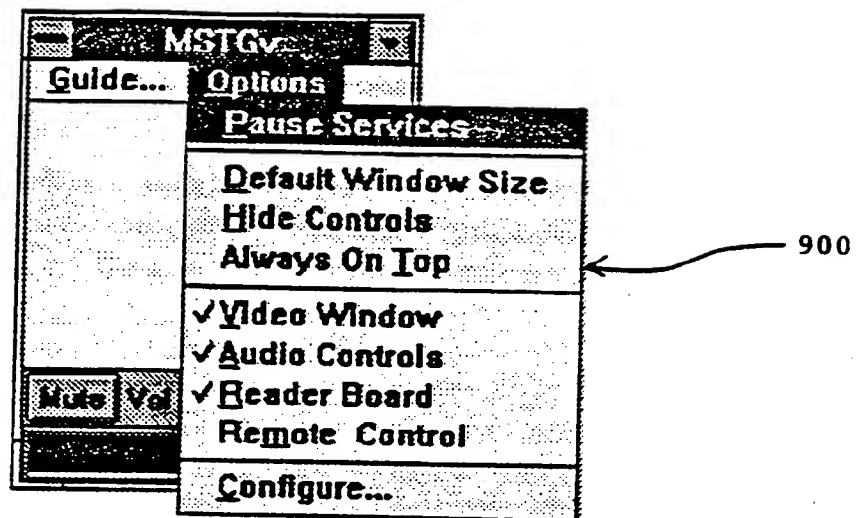 MSTGv
Guide... Options
Pause Services
Default Window Size
Hide Controls
Always On Top
900
✓Video Window
✓Audio Controls
Mute Vol
✓Reader Board
Remote Control
Configure...